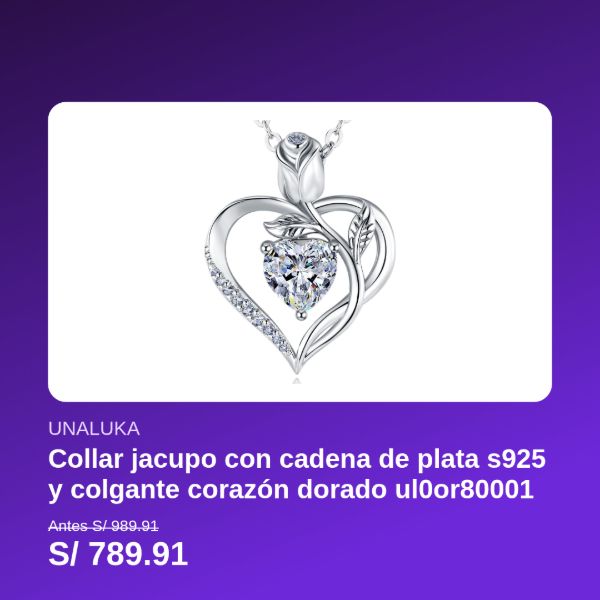 UNALUKA
Collar jacupo con cadena de plata s925
y colgante corazón dorado ul0or80001
Antes S/ 989.91
S/ 789.91